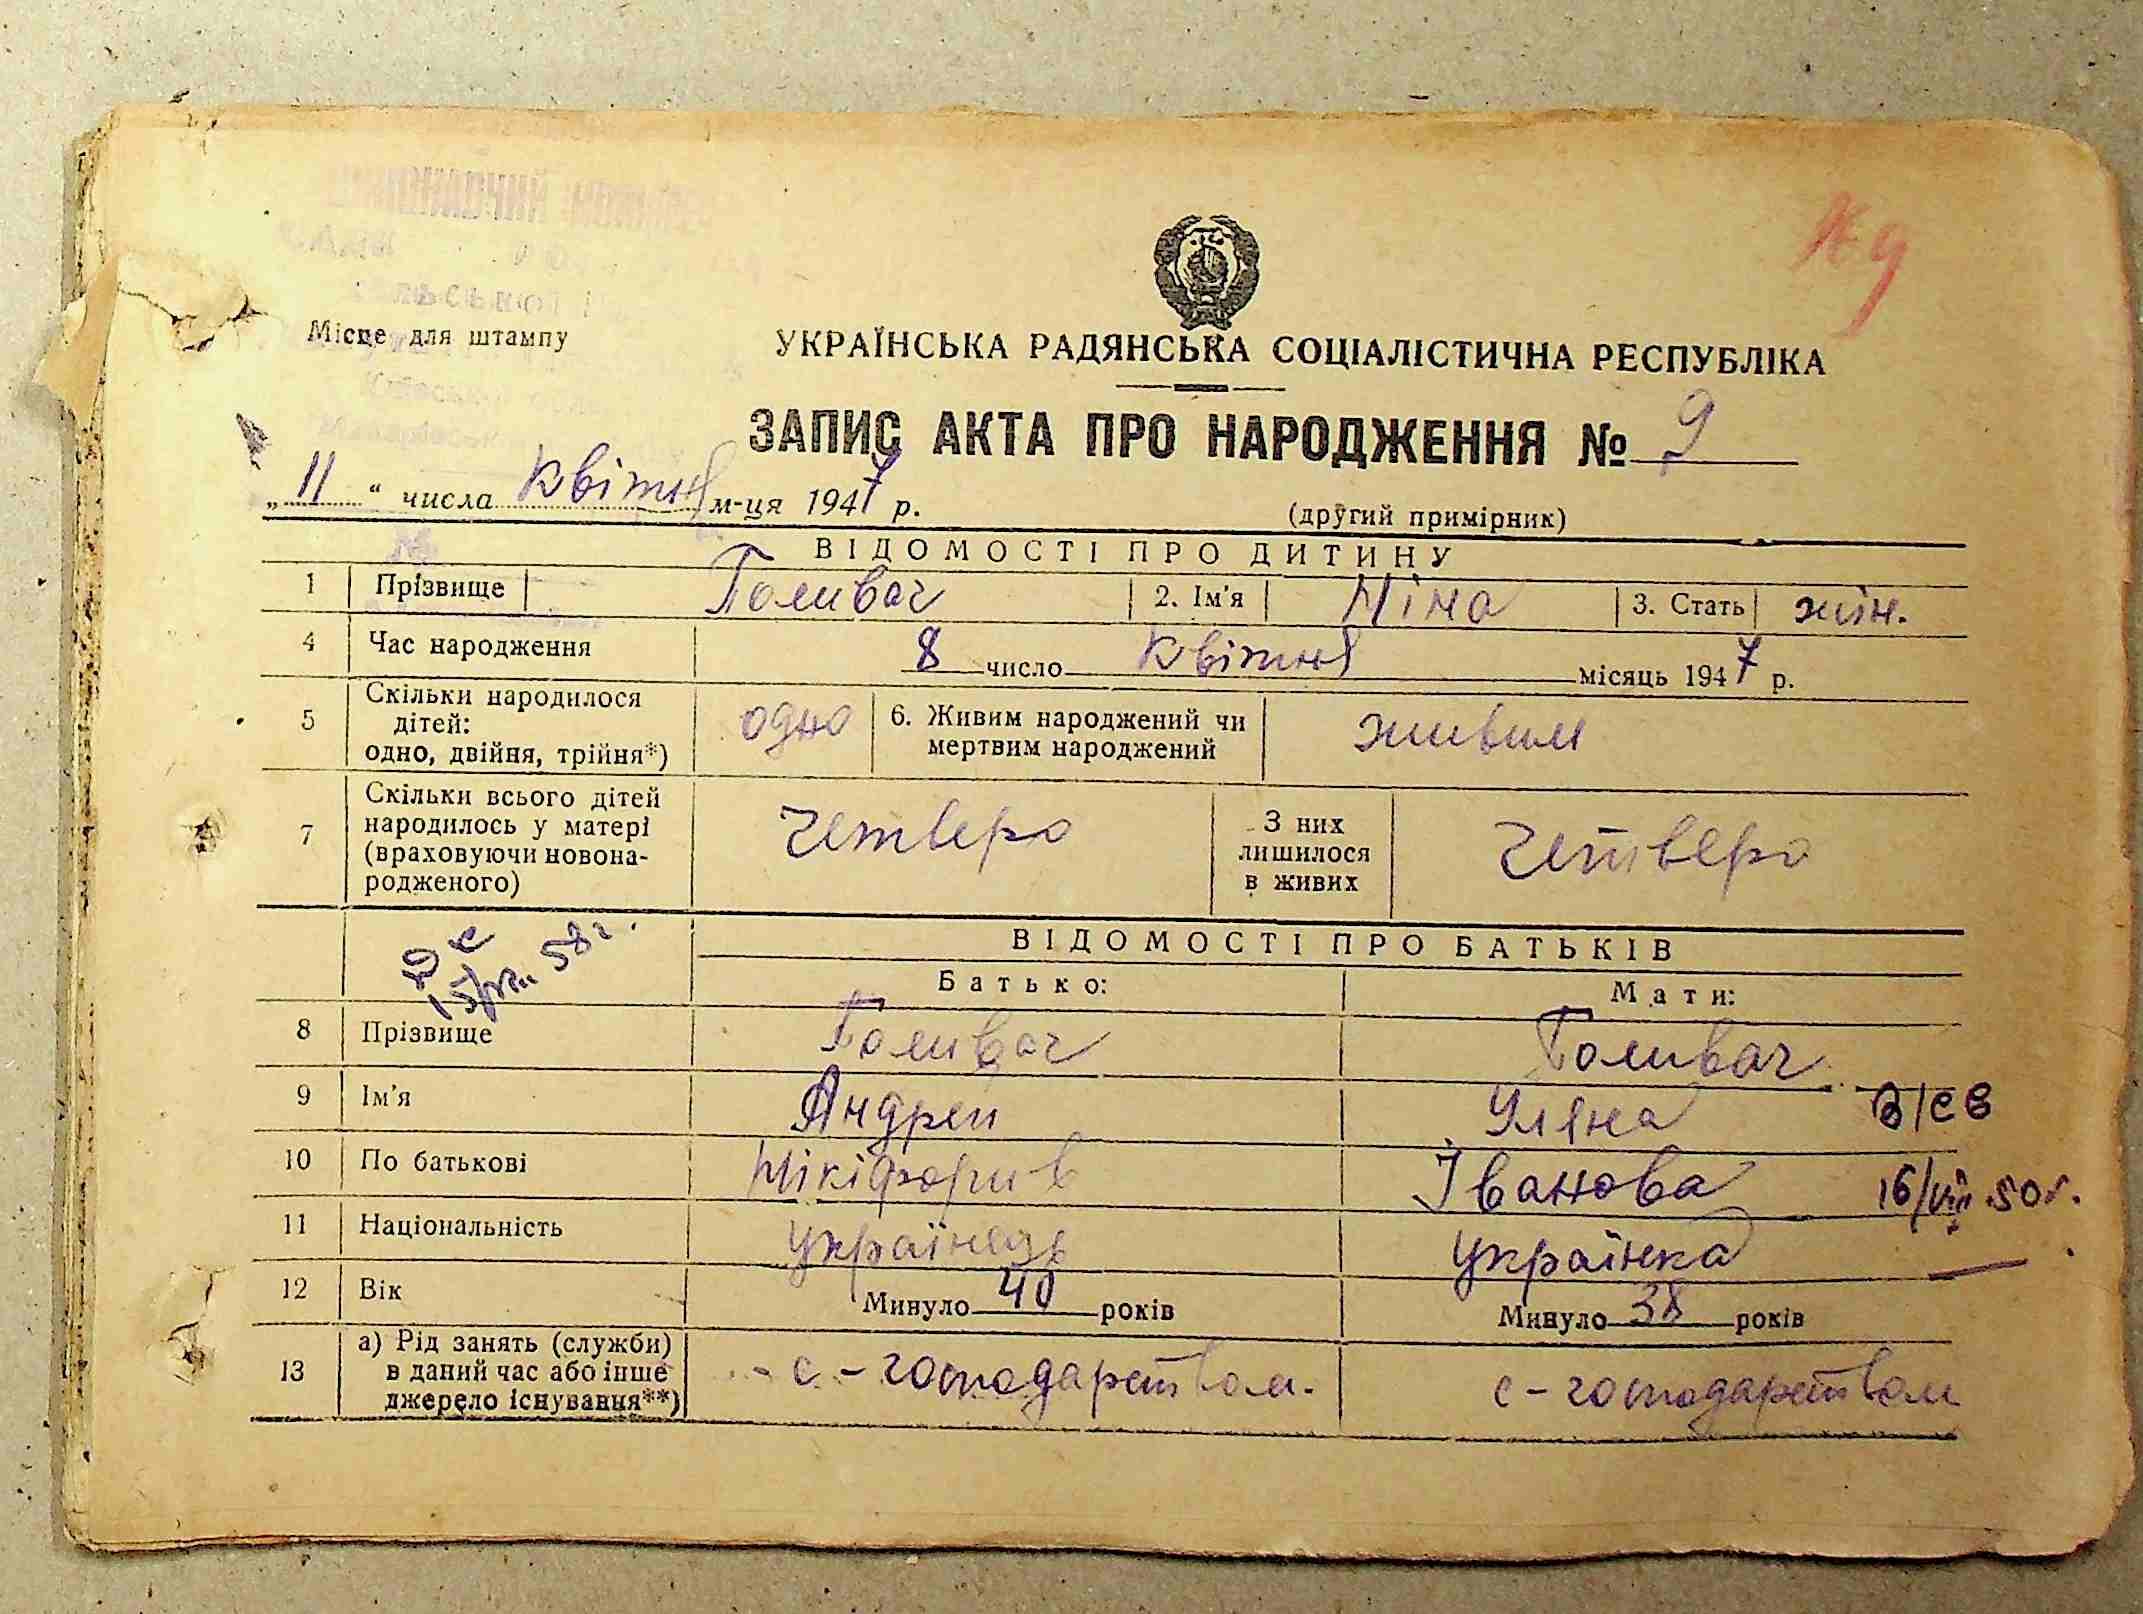 Місце для штампу
УКРАЇНСЬКА РАДЯНСЬКА СОЦІАЛІСТИЧНА РЕСПУБЛІКА
ЗАПИС АКТА ПРО НАРОДЖЕННЯ № 9
„11“ числа квітня м-ця 1947 р.
(другий примірник)
ВІДОМОСТІ ПРО ДИТИНУ
1 Прізвище Голивач 2. Ім'я Ніна 3. Стать жін.
4 Час народження 8 число квітня місяць 1947 р.
5 Скільки народилося дітей: одно, двійня, трійня*) одно 6. Живим народжений чи мертвим народжений живим
7 Скільки всього дітей народилось у матері (враховуючи новонародженого) четверо З них лишилося в живих четверо
ВІДОМОСТІ ПРО БАТЬКІВ
Батько: Мати:
8 Прізвище Голивач Голивач
9 Ім'я Андрей Уляна
10 По батькові Нікіфорив Іванова
16/VIII 50г.
11 Національність українець українка
12 Вік Минуло 40 років Минуло 38 років
13 а) Рід занять (служби) в даний час або інше джерело існування**) с-господарством. с-господарством